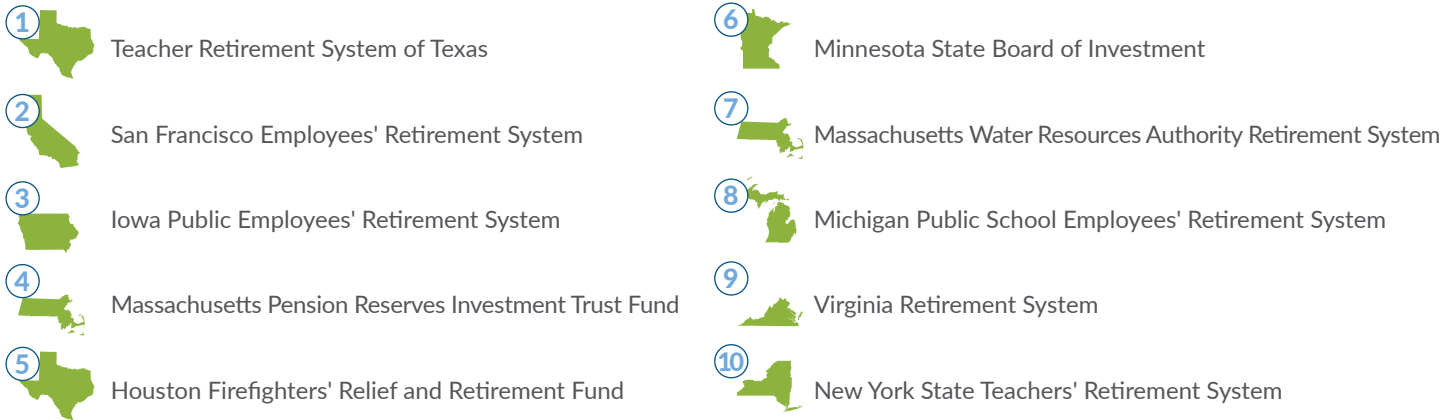 1
Teacher Retirement System of Texas
2
San Francisco Employees' Retirement System
3
Iowa Public Employees' Retirement System
4
Massachusetts Pension Reserves Investment Trust Fund
5
Houston Firefighters' Relief and Retirement Fund
6
Minnesota State Board of Investment
7
Massachusetts Water Resources Authority Retirement System
8
Michigan Public School Employees' Retirement System
9
Virginia Retirement System
10
New York State Teachers' Retirement System